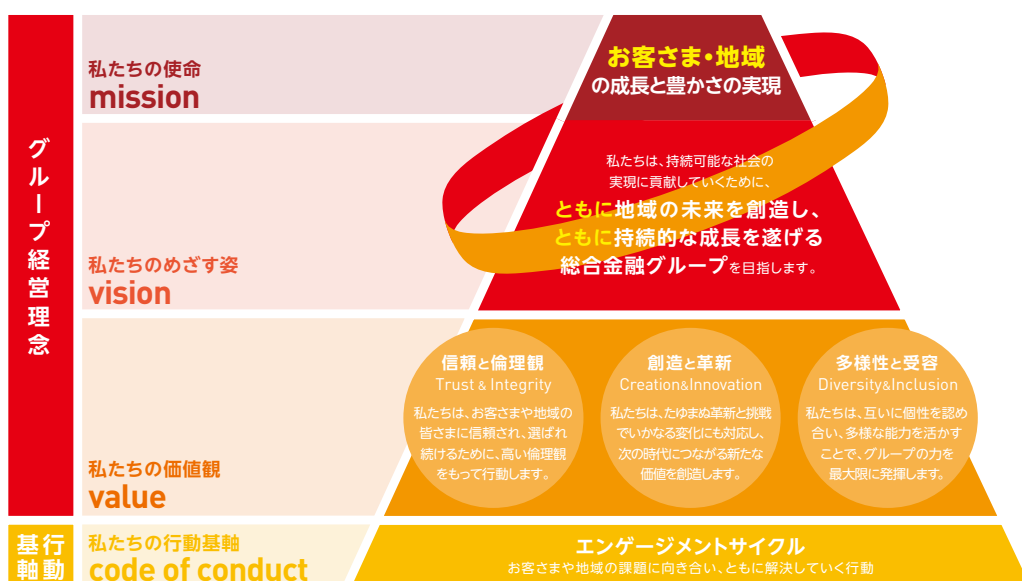 グループ経営理念
私たちの使命
mission
お客さま・地域
の成長と豊かさの実現
私たちのめざす姿
vision
私たちは、持続可能な社会の
実現に貢献していくために、
ともに地域の未来を創造し、
ともに持続的な成長を遂げる
総合金融グループを目指します。
私たちの価値観
value
信頼と倫理観
Trust & Integrity
私たちは、お客さまや地域の
皆さまに信頼され、選ばれ
続けるために、高い倫理観
をもって行動します。
創造と革新
Creation&Innovation
私たちは、たゆまぬ革新と挑戦
でいかなる変化にも対応し、
次の時代につながる新たな
価値を創造します。
多様性と受容
Diversity&Inclusion
私たちは、互いに個性を認め
合い、多様な能力を活かす
ことで、グループの力を
最大限に発揮します。
行動
基軸
私たちの行動基軸
code of conduct
エンゲージメントサイクル
お客さまや地域の課題に向き合い、ともに解決していく行動